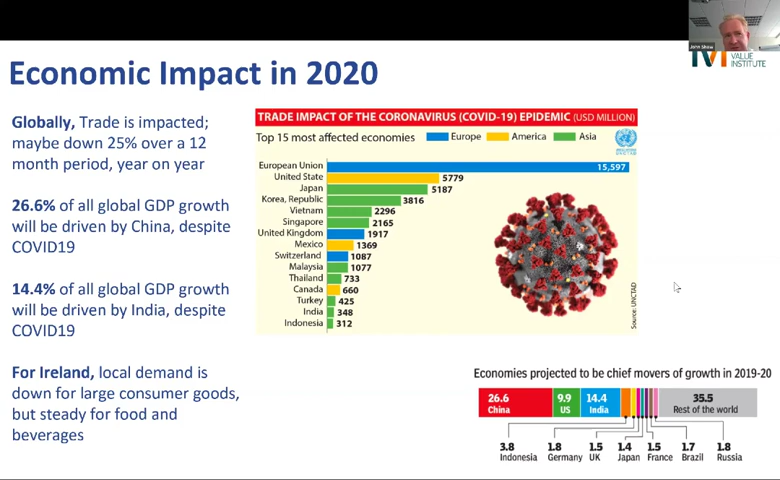 John Shaw
VALUE
INSTITUTE
Economic Impact in 2020
Globally, Trade is impacted;
maybe down 25% over a 12
month period, year on year
26.6% of all global GDP growth
will be driven by China, despite
COVID19
14.4% of all global GDP growth
will be driven by India, despite
COVID19
For Ireland, local demand is
down for large consumer goods,
but steady for food and
beverages
TRADE IMPACT OF THE CORONAVIRUS (COVID-19) EPIDEMIC (USD MILLION)
Top 15 most affected economies Europe America Asia
European Union 15,597
United State 5779
Japan 5187
Korea, Republic 3816
Vietnam 2296
Singapore 2165
United Kingdom 1917
Mexico 1369
Switzerland 1087
Malaysia 1077
Thailand 733
Canada 660
Turkey 425
India 348
Indonesia 312
Source: UNCTAD
Economies projected to be chief movers of growth in 2019-20
26.6 9.9 14.4 35.5
China US India Rest of the world
3.8 1.8 1.5 1.4 1.5 1.7 1.8
Indonesia Germany UK Japan France Brazil Russia